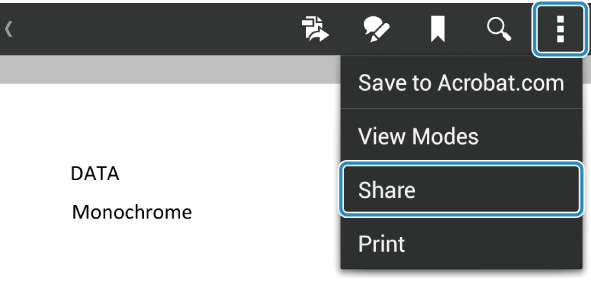 Save to Acrobat.com
View Modes
DATA
Share
Monochrome
Print